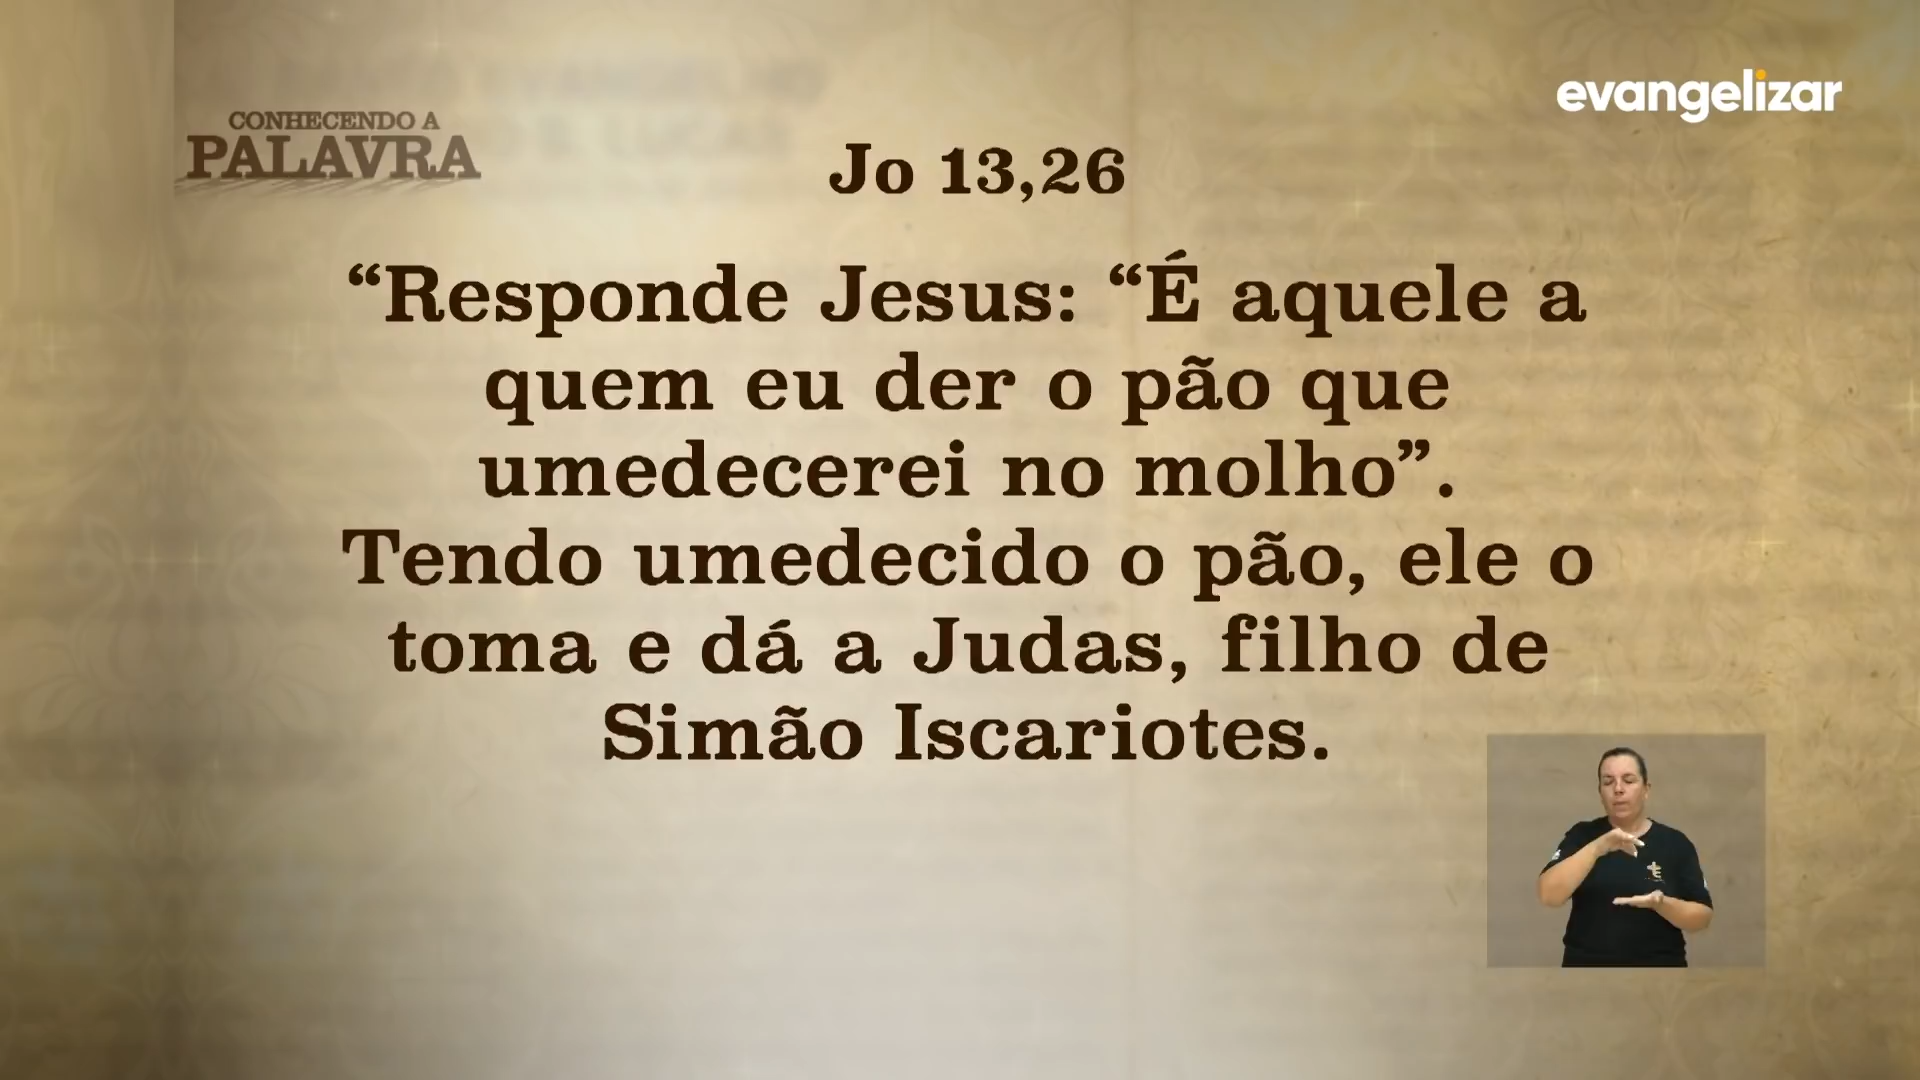 CONHECENDO A
PALAVRA
evangelizar
Jo 13,26
“Responde Jesus: “É aquele a
quem eu der o pão que
umedecerei no molho”.
Tendo umedecido o pão, ele o
toma e dá a Judas, filho de
Simão Iscariotes.